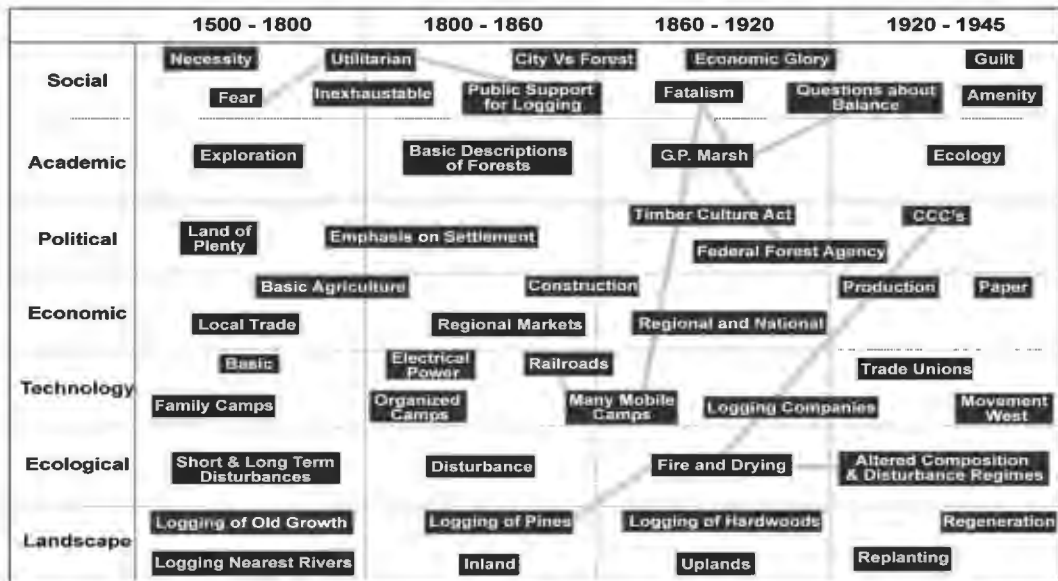 1500 - 1800
1800 - 1860
1860 - 1920
1920 - 1945
Social
Necessity
Utilitarian
City Vs Forest
Economic Glory
Guilt
Fear
Inexhaustable
Public Support
for Logging
Fatalism
Questions about
Balance
Amenity
Academic
Exploration
Basic Descriptions
of Forests
G.P. Marsh
Ecology
Political
Land of
Plenty
Emphasis on Settlement
Timber Culture Act
Federal Forest Agency
CCC's
Economic
Basic Agriculture
Construction
Production
Paper
Local Trade
Regional Markets
Regional and National
Technology
Basic
Electrical
Power
Railroads
Trade Unions
Family Camps
Organized
Camps
Many Mobile
Camps
Logging Companies
Movement
West
Ecological
Short & Long Term
Disturbances
Disturbance
Fire and Drying
Altered Composition
& Disturbance Regimes
Landscape
Logging of Old Growth
Logging of Pines
Logging of Hardwoods
Regeneration
Logging Nearest Rivers
Inland
Uplands
Replanting